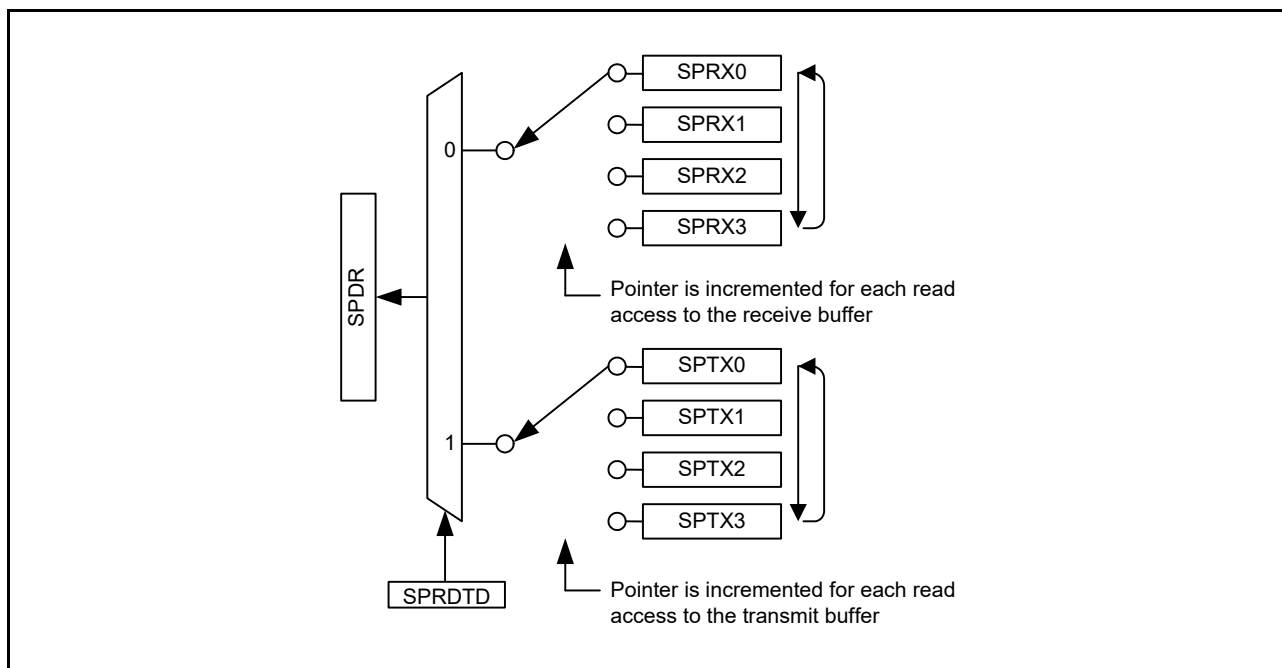 SPRX0
SPRX1
0
SPRX2
SPRX3
SPDR
Pointer is incremented for each read
access to the receive buffer
SPTX0
SPTX1
1
SPTX2
SPTX3
SPRDTD
Pointer is incremented for each read
access to the transmit buffer